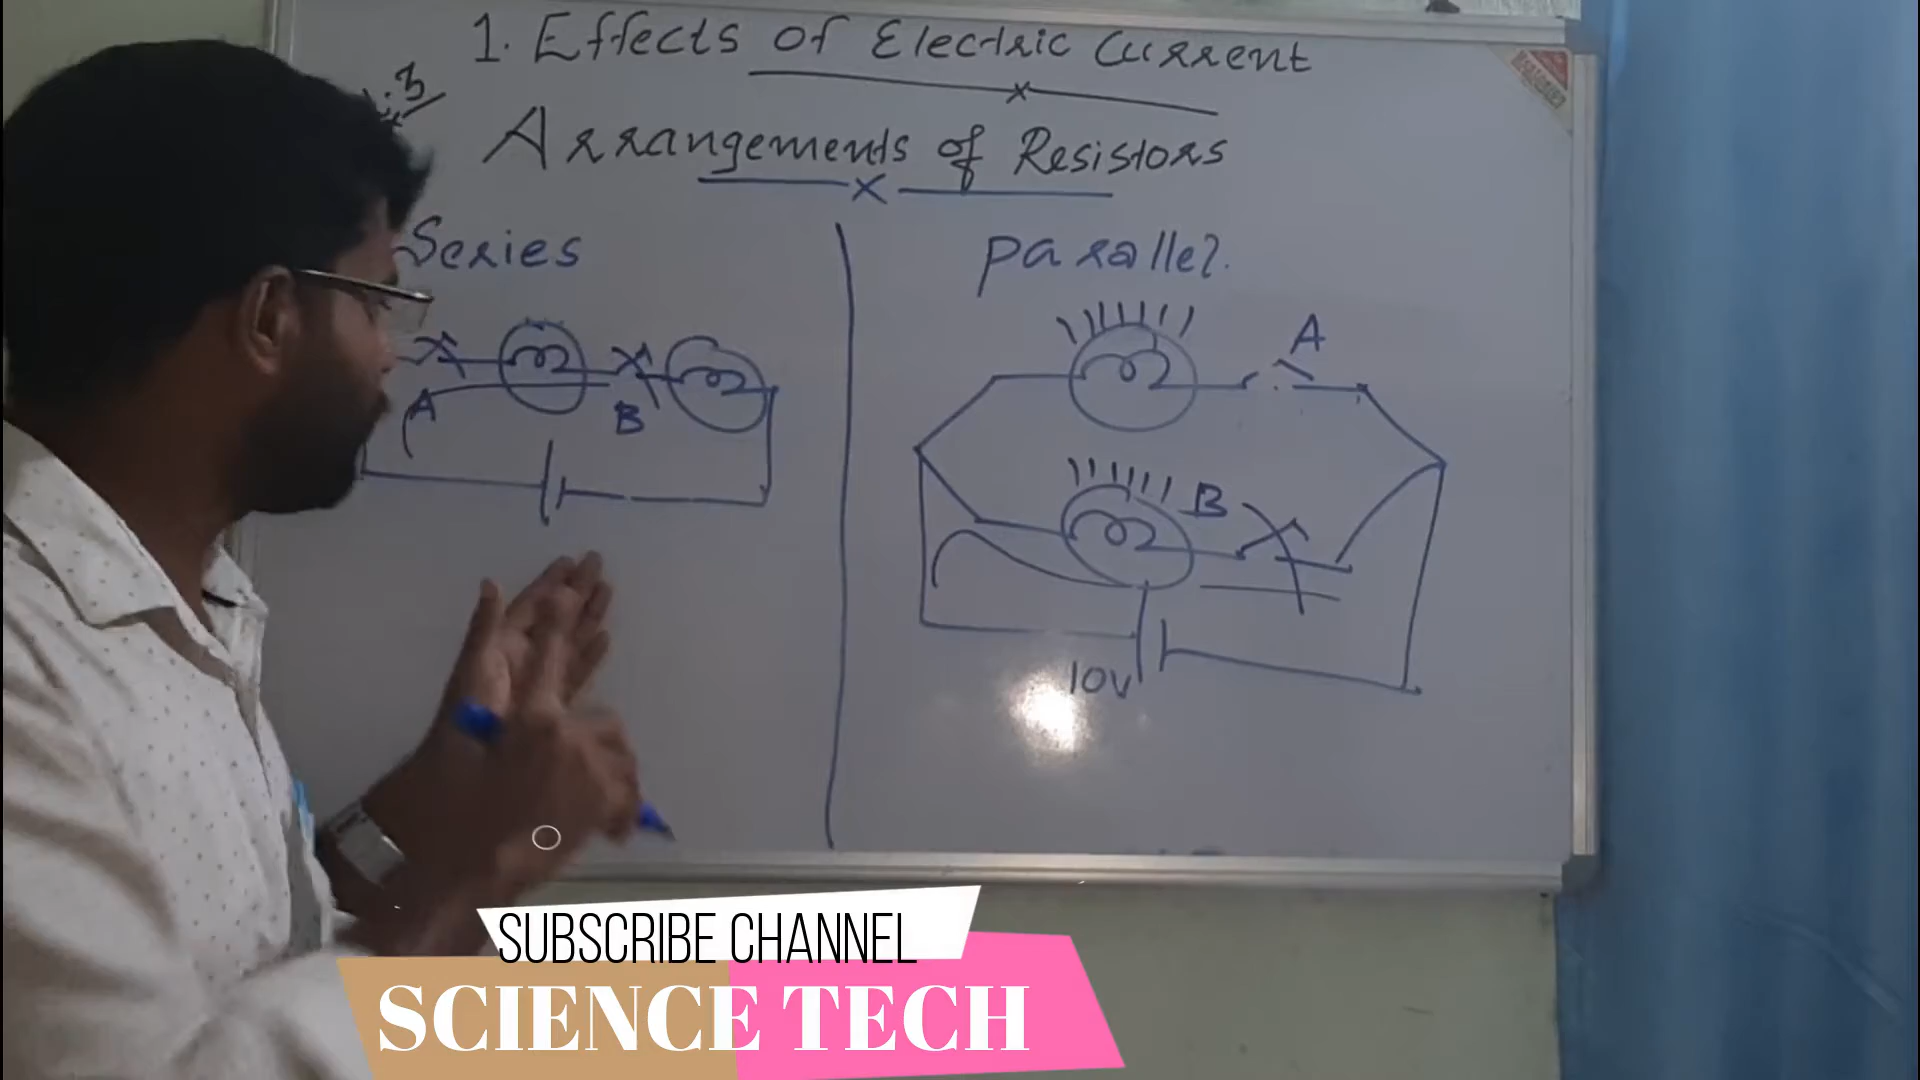 1. Effects of Electric Current
Arrangements of Resistors
Series
Parallel.
A
B
A
B
10V
SUBSCRIBE CHANNEL
SCIENCE TECH